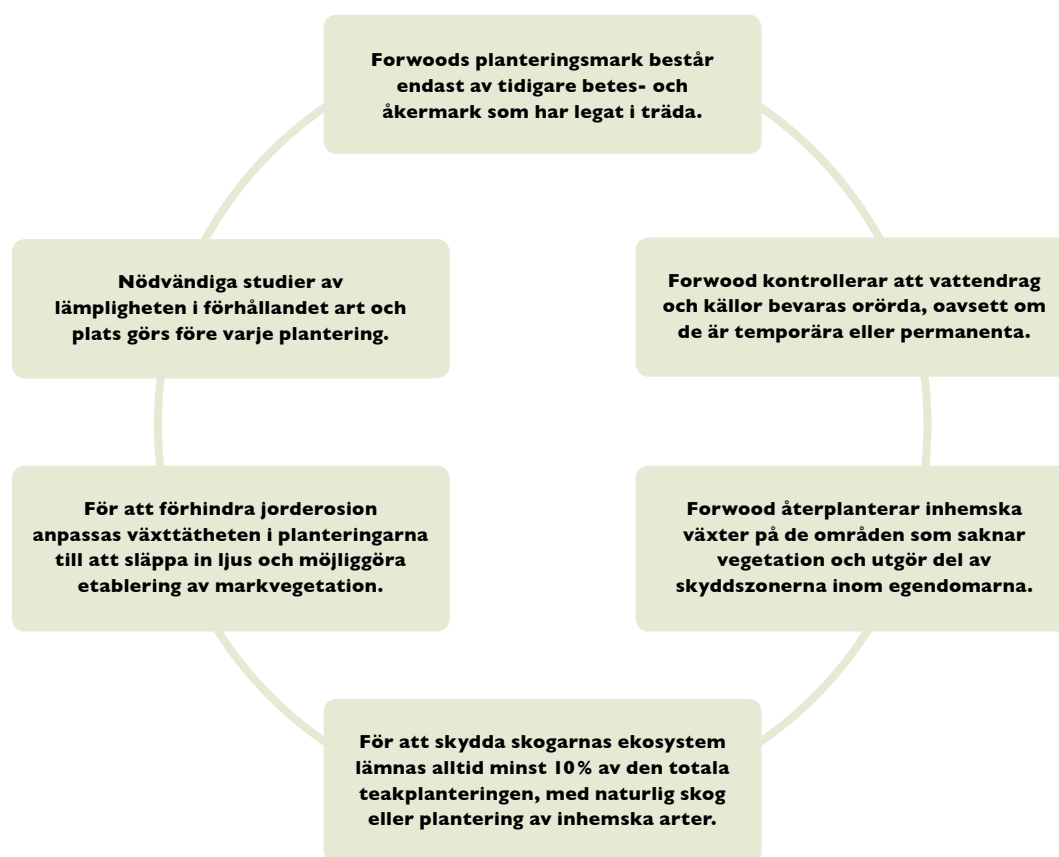 Forwoods planteringsmark består
endast av tidigare betes- och
åkermark som har legat i träda.
Nödvändiga studier av
lämpligheten i förhållandet art och
plats görs före varje plantering.
Forwood kontrollerar att vattendrag
och källor bevaras orörda, oavsett om
de är temporära eller permanenta.
För att förhindra jorderosion
anpassas växttätheten i planteringarna
till att släppa in ljus och möjliggöra
etablering av markvegetation.
Forwood återplanterar inhemska
växter på de områden som saknar
vegetation och utgör del av
skyddszonerna inom egendomarna.
För att skydda skogarnas ekosystem
lämnas alltid minst 10% av den totala
teakplanteringen, med naturlig skog
eller plantering av inhemska arter.